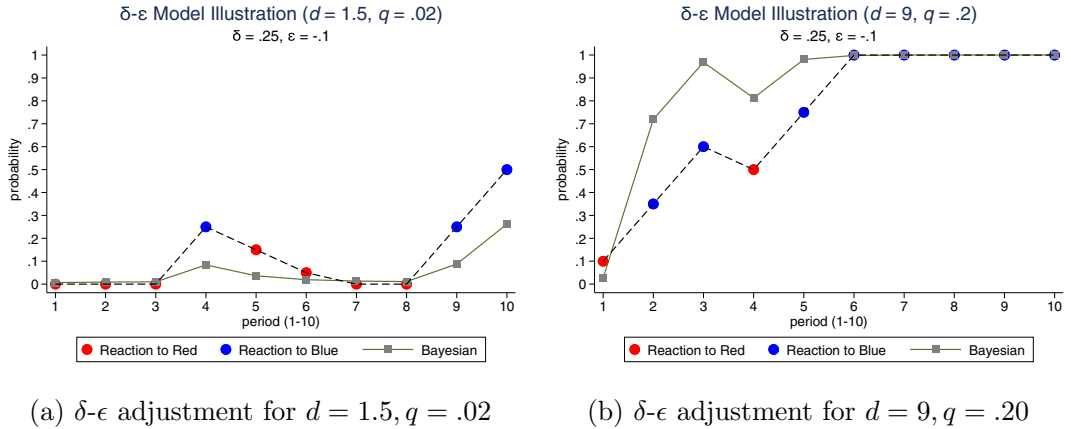 δ-ε Model Illustration (d = 1.5, q = .02)
δ = .25, ε = -.1
probability
1
.9
.8
.7
.6
.5
.4
.3
.2
.1
0
1 2 3 4 5 6 7 8 9 10
period (1-10)
Reaction to Red Reaction to Blue Bayesian
(a) δ-ϵ adjustment for d = 1.5, q = .02
δ-ε Model Illustration (d = 9, q = .2)
δ = .25, ε = -.1
probability
1
.9
.8
.7
.6
.5
.4
.3
.2
.1
0
1 2 3 4 5 6 7 8 9 10
period (1-10)
Reaction to Red Reaction to Blue Bayesian
(b) δ-ϵ adjustment for d = 9, q = .20